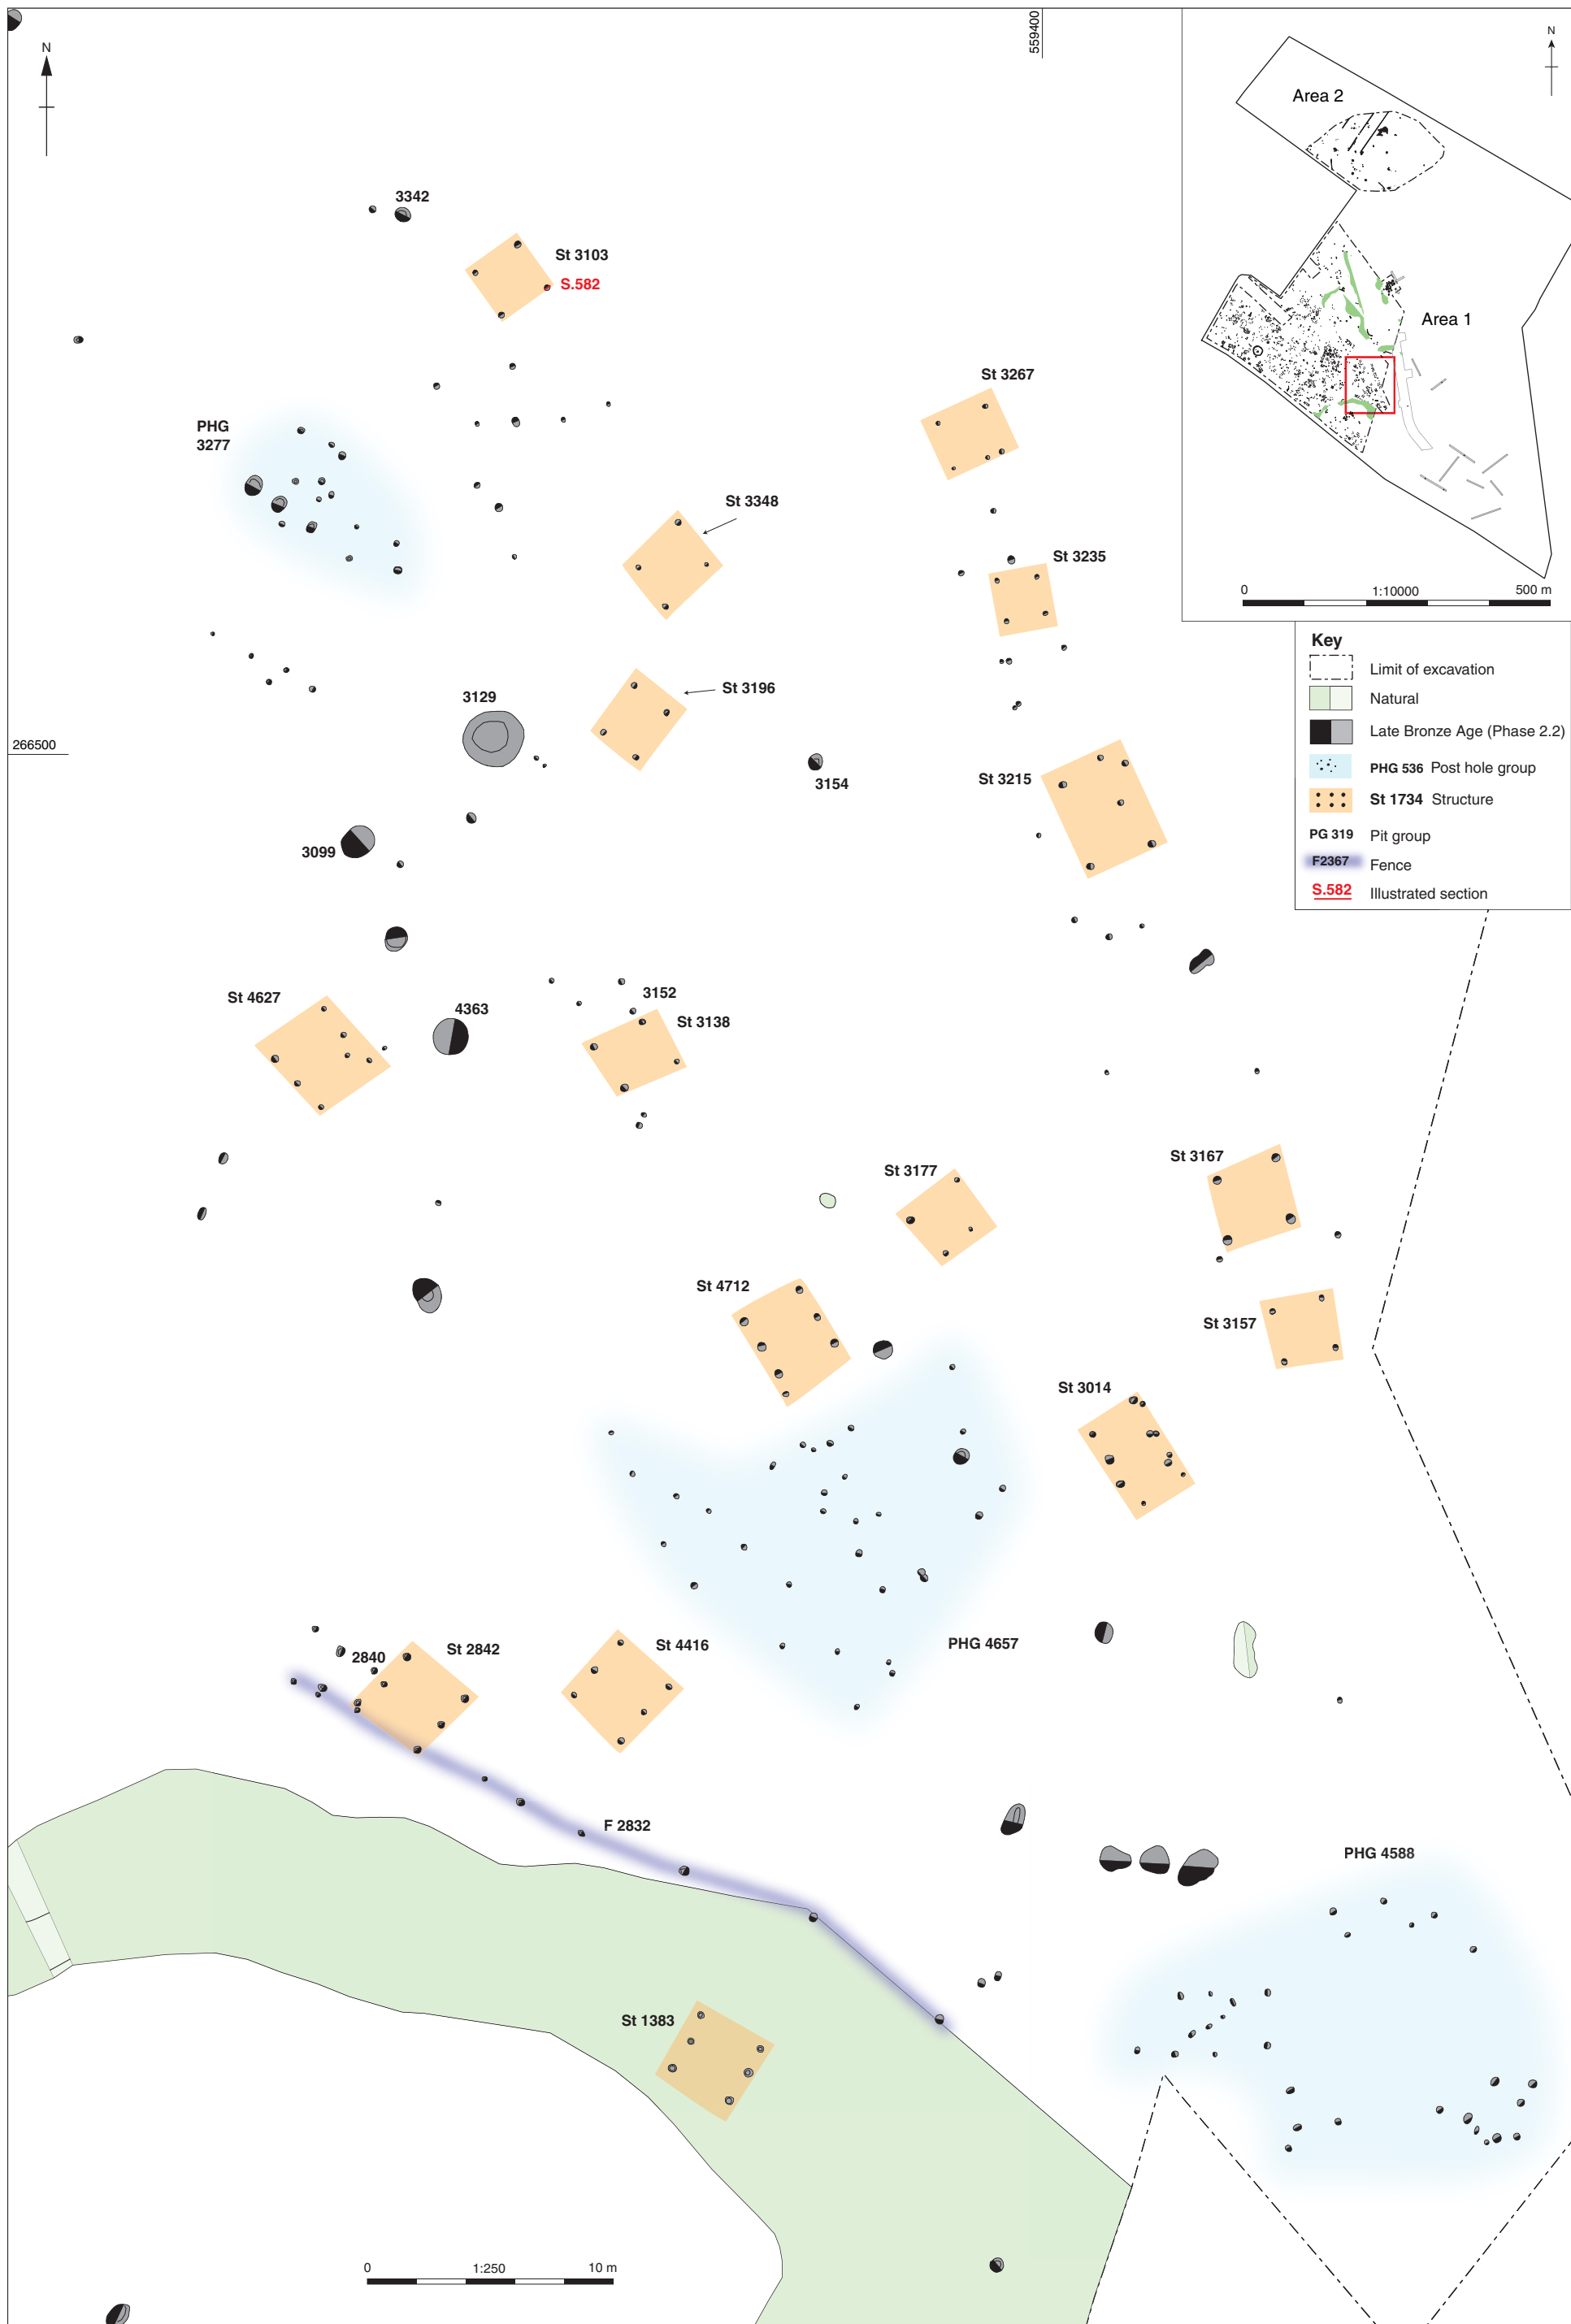 559400
N
N
Area 2
3342
St 3103
S.582
Area 1
St 3267
PHG
3277
St 3348
St 3235
0
1:10000
500 m
Key
Limit of excavation
Natural
Late Bronze Age (Phase 2.2)
PHG 536 Post hole group
St 1734 Structure
PG 319 Pit group
F2367 Fence
S.582 Illustrated section
St 3196
3129
266500
3154
St 3215
3099
St 4627
4363
3152
St 3138
St 3177
St 3167
St 4712
St 3157
St 3014
2840
St 2842
St 4416
PHG 4657
F 2832
PHG 4588
St 1383
0
1:250
10 m